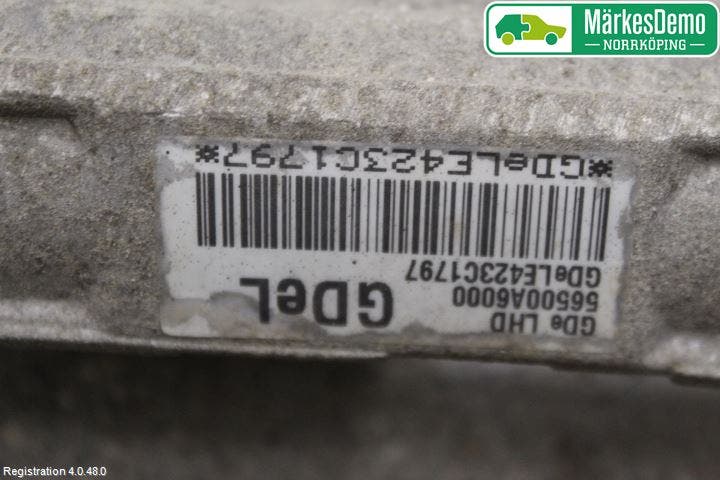 MärkesDemo
NORRKÖPING
GDe LHD
56500A6000
GDeLE423C1797
GDeL
*GDeLE423C1797*
Registration 4.0.48.0